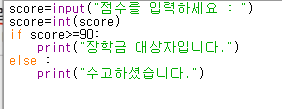 score=input("점수를 입력하세요 : ")
score=int(score)
if score>=90:
    print("장학금 대상자입니다.")
else :
    print("수고하셨습니다.")